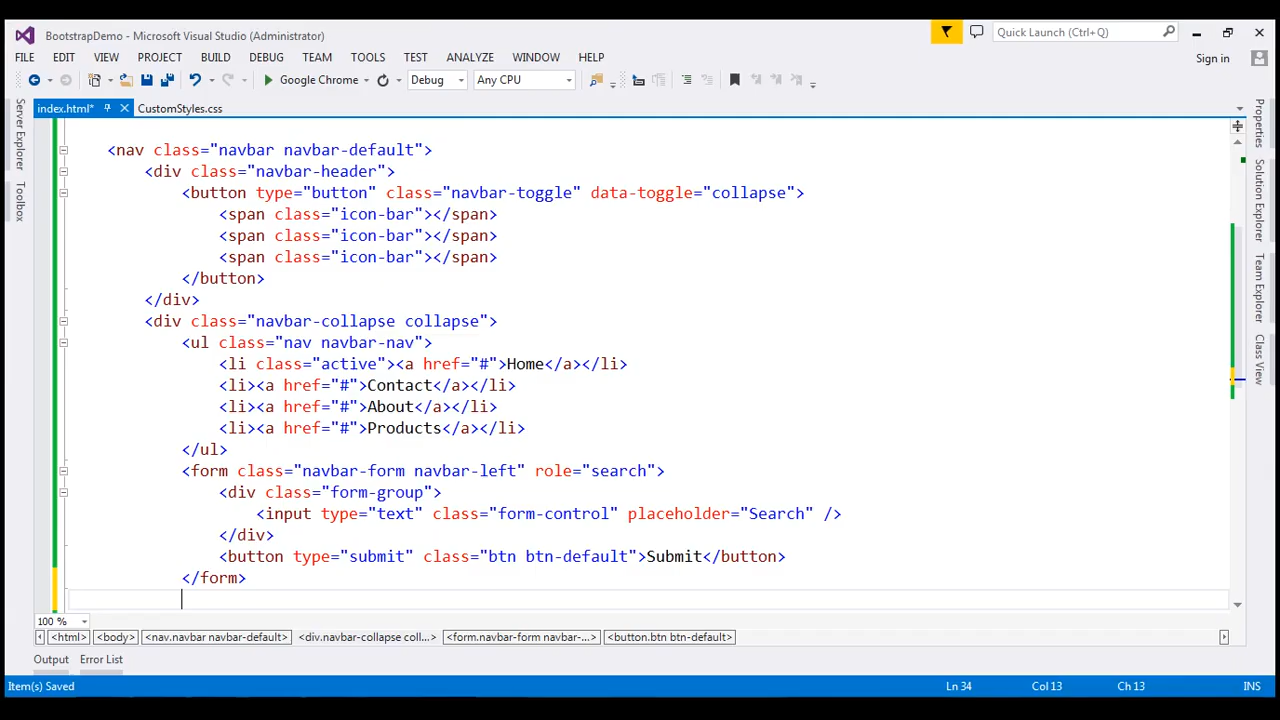 BootstrapDemo - Microsoft Visual Studio (Administrator)
Quick Launch (Ctrl+Q)
FILE EDIT VIEW PROJECT BUILD DEBUG TEAM TOOLS TEST ANALYZE WINDOW HELP
Sign in
Google Chrome Debug Any CPU
index.html* CustomStyles.css
Server Explorer
Toolbox
Properties
Solution Explorer
Team Explorer
Class View
<nav class="navbar navbar-default">
<div class="navbar-header">
<button type="button" class="navbar-toggle" data-toggle="collapse">
<span class="icon-bar"></span>
<span class="icon-bar"></span>
<span class="icon-bar"></span>
</button>
</div>
<div class="navbar-collapse collapse">
<ul class="nav navbar-nav">
<li class="active"><a href="#">Home</a></li>
<li><a href="#">Contact</a></li>
<li><a href="#">About</a></li>
<li><a href="#">Products</a></li>
</ul>
<form class="navbar-form navbar-left" role="search">
<div class="form-group">
<input type="text" class="form-control" placeholder="Search" />
</div>
<button type="submit" class="btn btn-default">Submit</button>
</form>
100 %
<html> <body> <nav.navbar navbar-default> <div.navbar-collapse coll...> <form.navbar-form navbar-...> <button.btn btn-default>
Output Error List
Item(s) Saved Ln 34 Col 13 Ch 13 INS